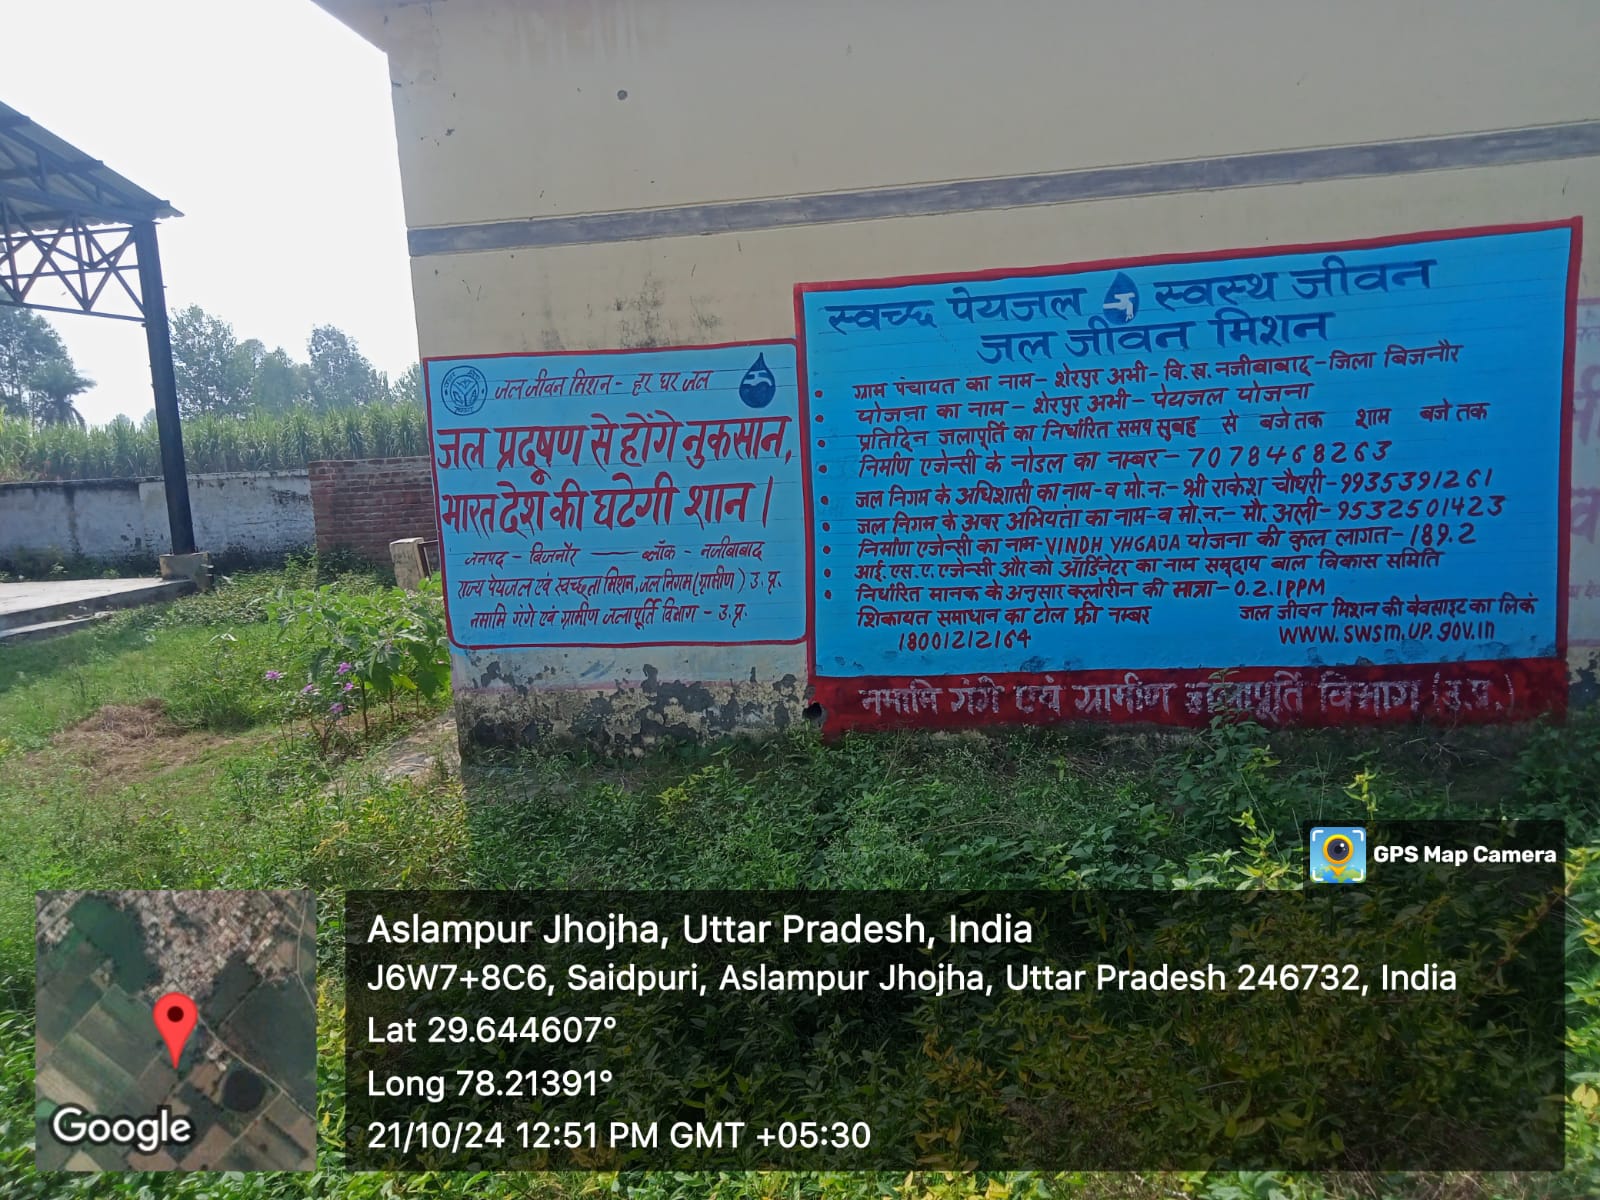 जल जीवन मिशन - हर घर जल
जल प्रदूषण से होंगे नुकसान,
भारत देश की घटेगी शान।
जनपद - बिजनौर ब्लॉक - नजीबाबाद
राज्य पेयजल एवं स्वच्छता मिशन, जल निगम (ग्रामीण) उ.प्र.
नमामि गंगे एवं ग्रामीण जलापूर्ति विभाग - उ.प्र.
स्वच्छ पेयजल स्वस्थ जीवन
जल जीवन मिशन
• ग्राम पंचायत का नाम - शेरपुर अभी - वि.ख. नजीबाबाद - जिला बिजनौर
• योजना का नाम - शेरपुर अभी - पेयजल योजना
• प्रतिदिन जलापूर्ति का निर्धारित समय सुबह से बजे तक शाम बजे तक
• निर्माण एजेन्सी के नोडल का नम्बर - 7078468263
• जल निगम के अधिशासी का नाम - व मो.न. - श्री राकेश चौधरी - 9935391261
• जल निगम के अवर अभियंता का नाम - व मो.न. - मौ. अली - 9532501423
• निर्माण एजेन्सी का नाम - VINDH YHGAJA योजना की कुल लागत - 189.2
• आई.एस.ए. एजेन्सी और को ऑर्डिनेटर का नाम समुदाय बाल विकास समिति
• निर्धारित मानक के अनुसार क्लोरीन की मात्रा - 0.2.1PPM
शिकायत समाधान का टोल फ्री नम्बर
18001212164
जल जीवन मिशन की वेवसाइट का लिकं
www.swsm.up.gov.in
नमामि गंगे एवं ग्रामीण जलापूर्ति विभाग (उ.प्र.)
GPS Map Camera
Aslampur Jhojha, Uttar Pradesh, India
J6W7+8C6, Saidpuri, Aslampur Jhojha, Uttar Pradesh 246732, India
Lat 29.644607°
Long 78.21391°
21/10/24 12:51 PM GMT +05:30
Google